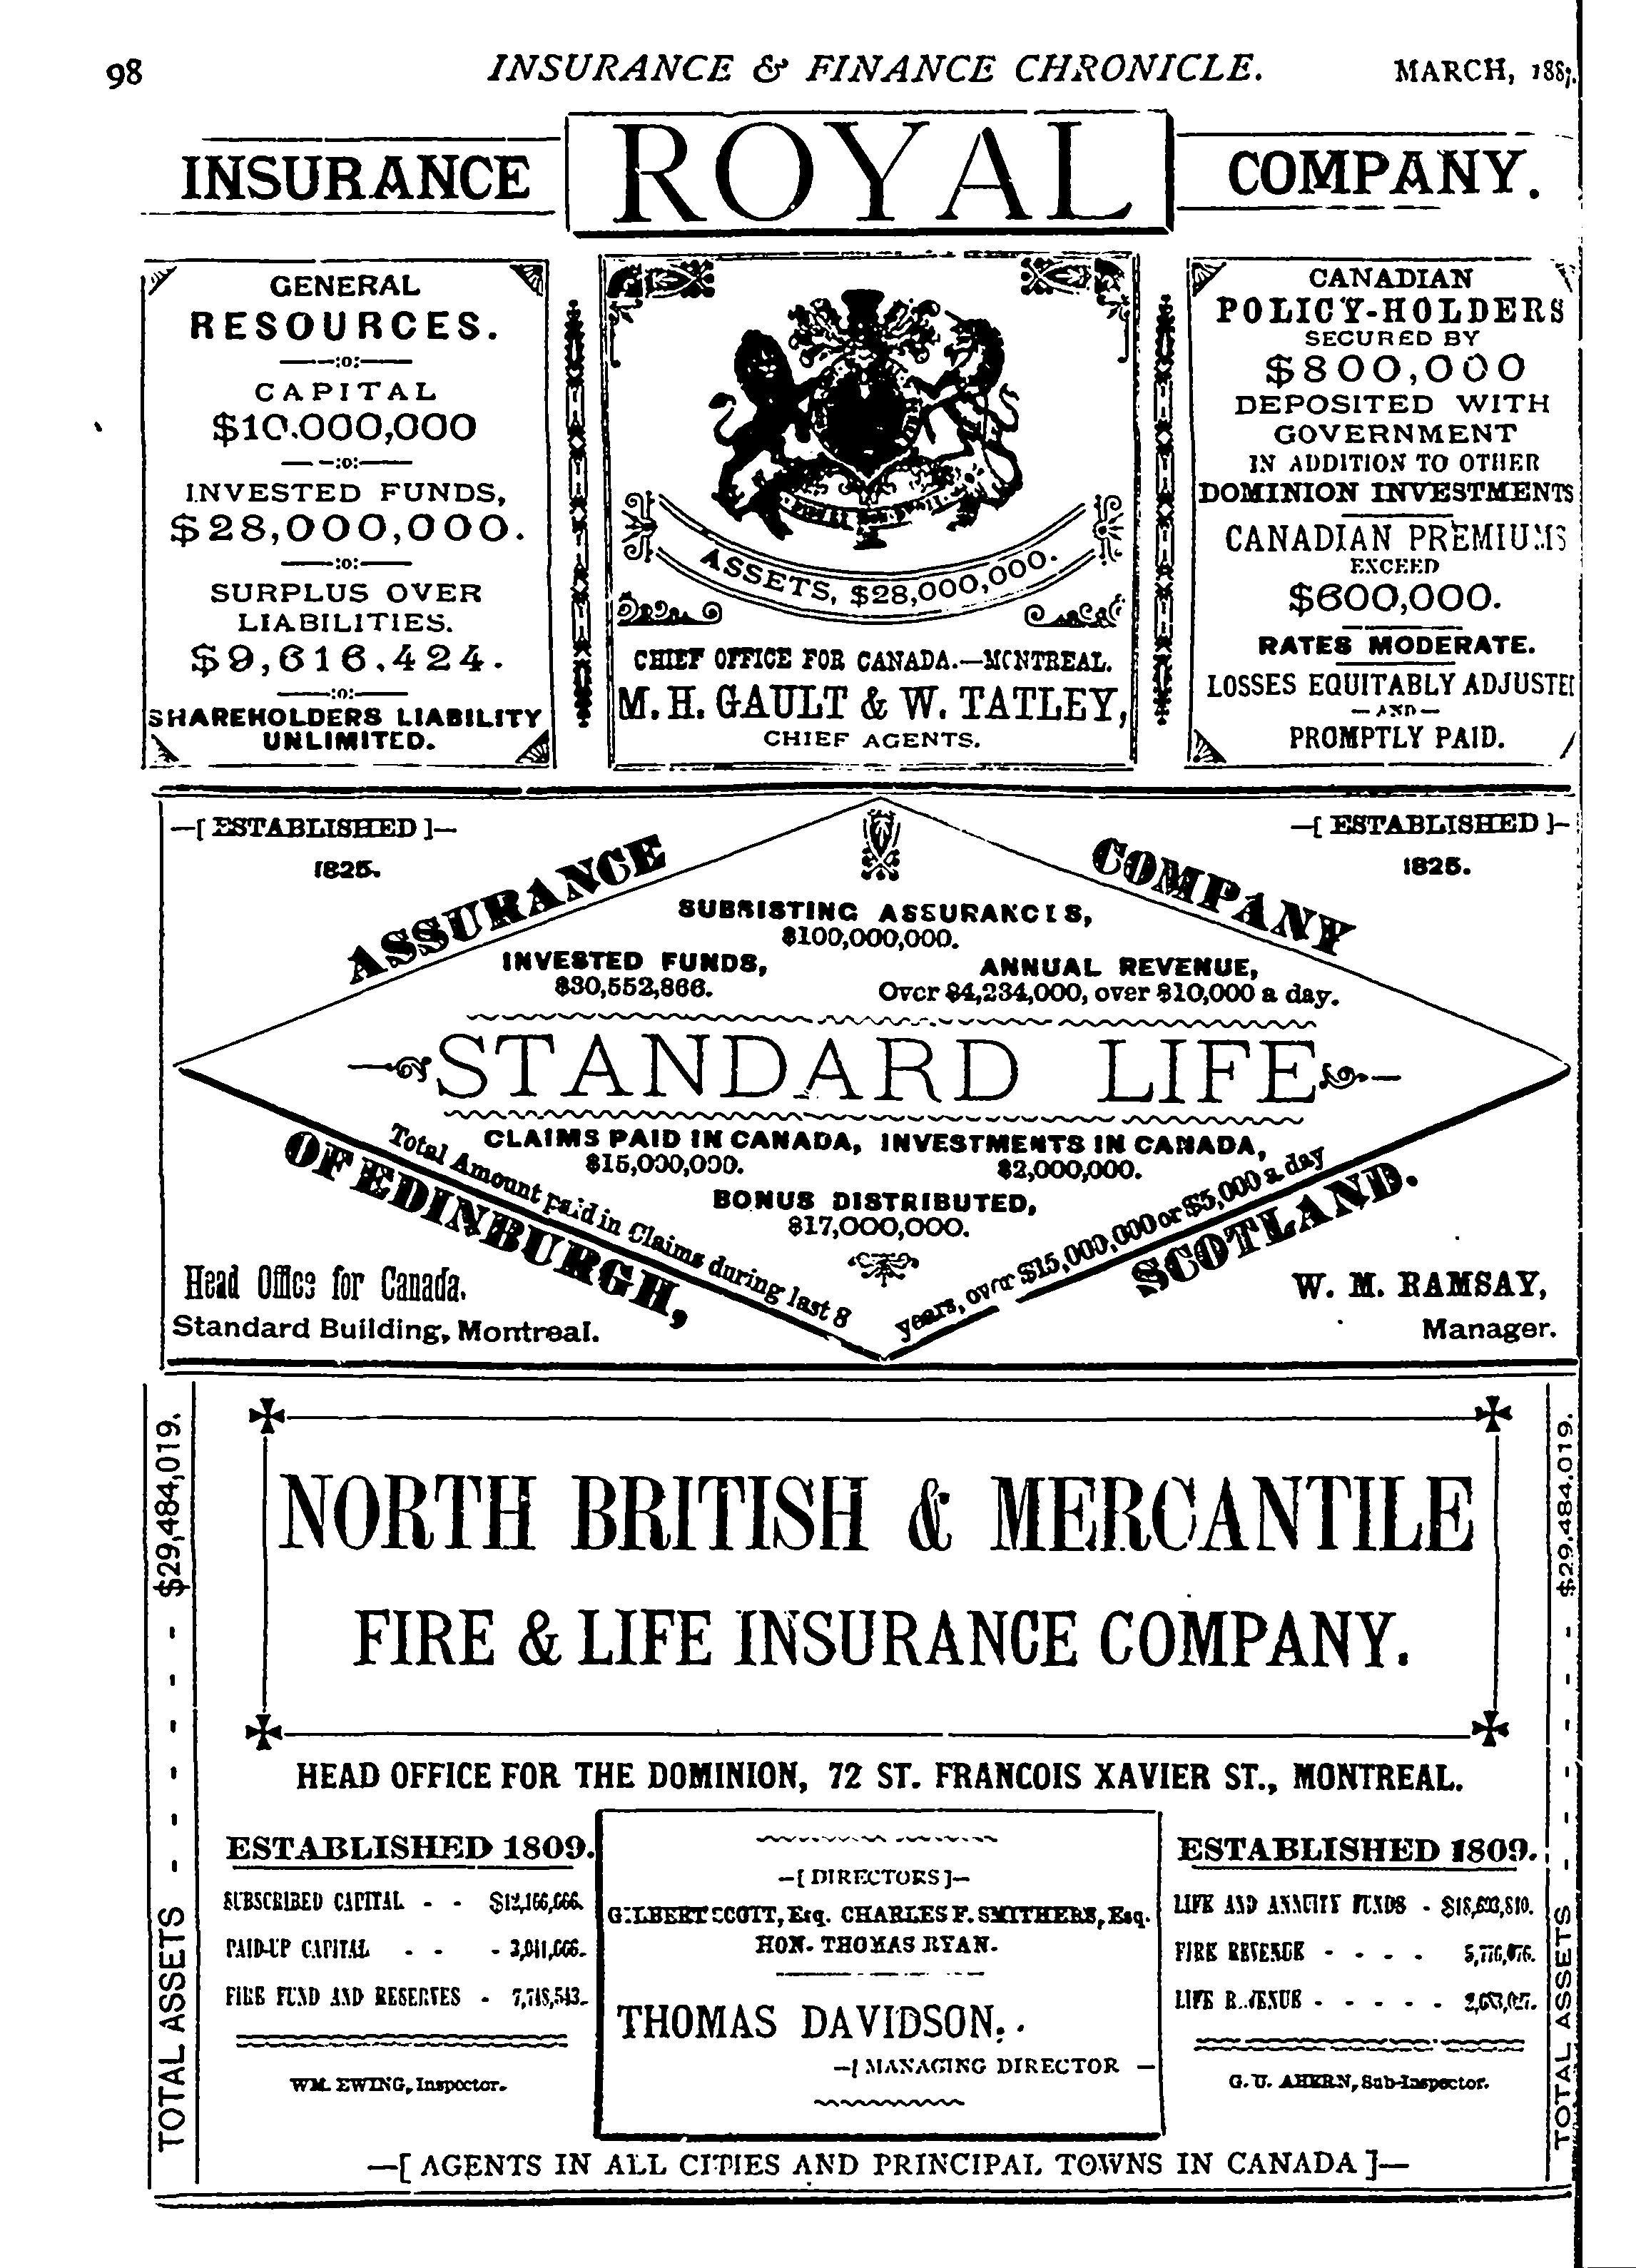 98
INSURANCE & FINANCE CHRONICLE.
MARCH,
INSURANCE
ROYAL
COMPANY.
GENERAL
RESOURCES.
—:o:—
CAPITAL
$10,000,000
—:o:—
INVESTED FUNDS,
$28,000,000.
—:o:—
SURPLUS OVER
LIABILITIES.
$9,616,424.
—:o:—
SHAREHOLDERS LIABILITY
UNLIMITED.
ASSETS, $28,000,000.
CHIEF OFFICE FOR CANADA.—MONTREAL.
M. H. GAULT & W. TATLEY,
CHIEF AGENTS.
CANADIAN
POLICY-HOLDERS
SECURED BY
$800,000
DEPOSITED WITH
GOVERNMENT
IN ADDITION TO OTHER
DOMINION INVESTMENTS
CANADIAN PREMIUMS
EXCEED
$600,000.
RATES MODERATE.
LOSSES EQUITABLY ADJUSTED
—AND—
PROMPTLY PAID.
—[ ESTABLISHED ]—
1825.
—[ ESTABLISHED ]—
1825.
ASSURANCE
COMPANY
SUBSISTING ASSURANCES,
$100,000,000.
INVESTED FUNDS,
$30,552,866.
ANNUAL REVENUE,
Over $4,234,000, over $10,000 a day.
STANDARD LIFE
CLAIMS PAID IN CANADA,
$15,000,000.
INVESTMENTS IN CANADA,
$2,000,000.
BONUS DISTRIBUTED,
$17,000,000.
Total Amount paid in Claims during last 8
years, over $15,000,000 or $5,000 a day
OF EDINBURGH,
SCOTLAND.
Head Office for Canada.
Standard Building, Montreal.
W. M. RAMSAY,
Manager.
TOTAL ASSETS - - - - - - $29,484,019.
NORTH BRITISH & MERCANTILE
FIRE & LIFE INSURANCE COMPANY.
HEAD OFFICE FOR THE DOMINION, 72 ST. FRANCOIS XAVIER ST., MONTREAL.
ESTABLISHED 1809.
SUBSCRIBED CAPITAL - - $12,166,666.
PAID-UP CAPITAL - - - 3,041,666.
FIRE FUND AND RESERVES - 7,748,543.
WM. EWING, Inspector.
—[ DIRECTORS ]—
GILBERT SCOTT, Esq. CHARLES F. SMITHERS, Esq.
HON. THOMAS RYAN.
THOMAS DAVIDSON,
—[ MANAGING DIRECTOR —
ESTABLISHED 1809.
LIFE AND ANNUITY FUNDS -
FIRE REVENUE - - - -
LIFE REVENUE - - - - -
G. U. AHERN, Sub-Inspector.
TOTAL ASSETS - - - - - - $29,484,019.
—[ AGENTS IN ALL CITIES AND PRINCIPAL TOWNS IN CANADA ]—